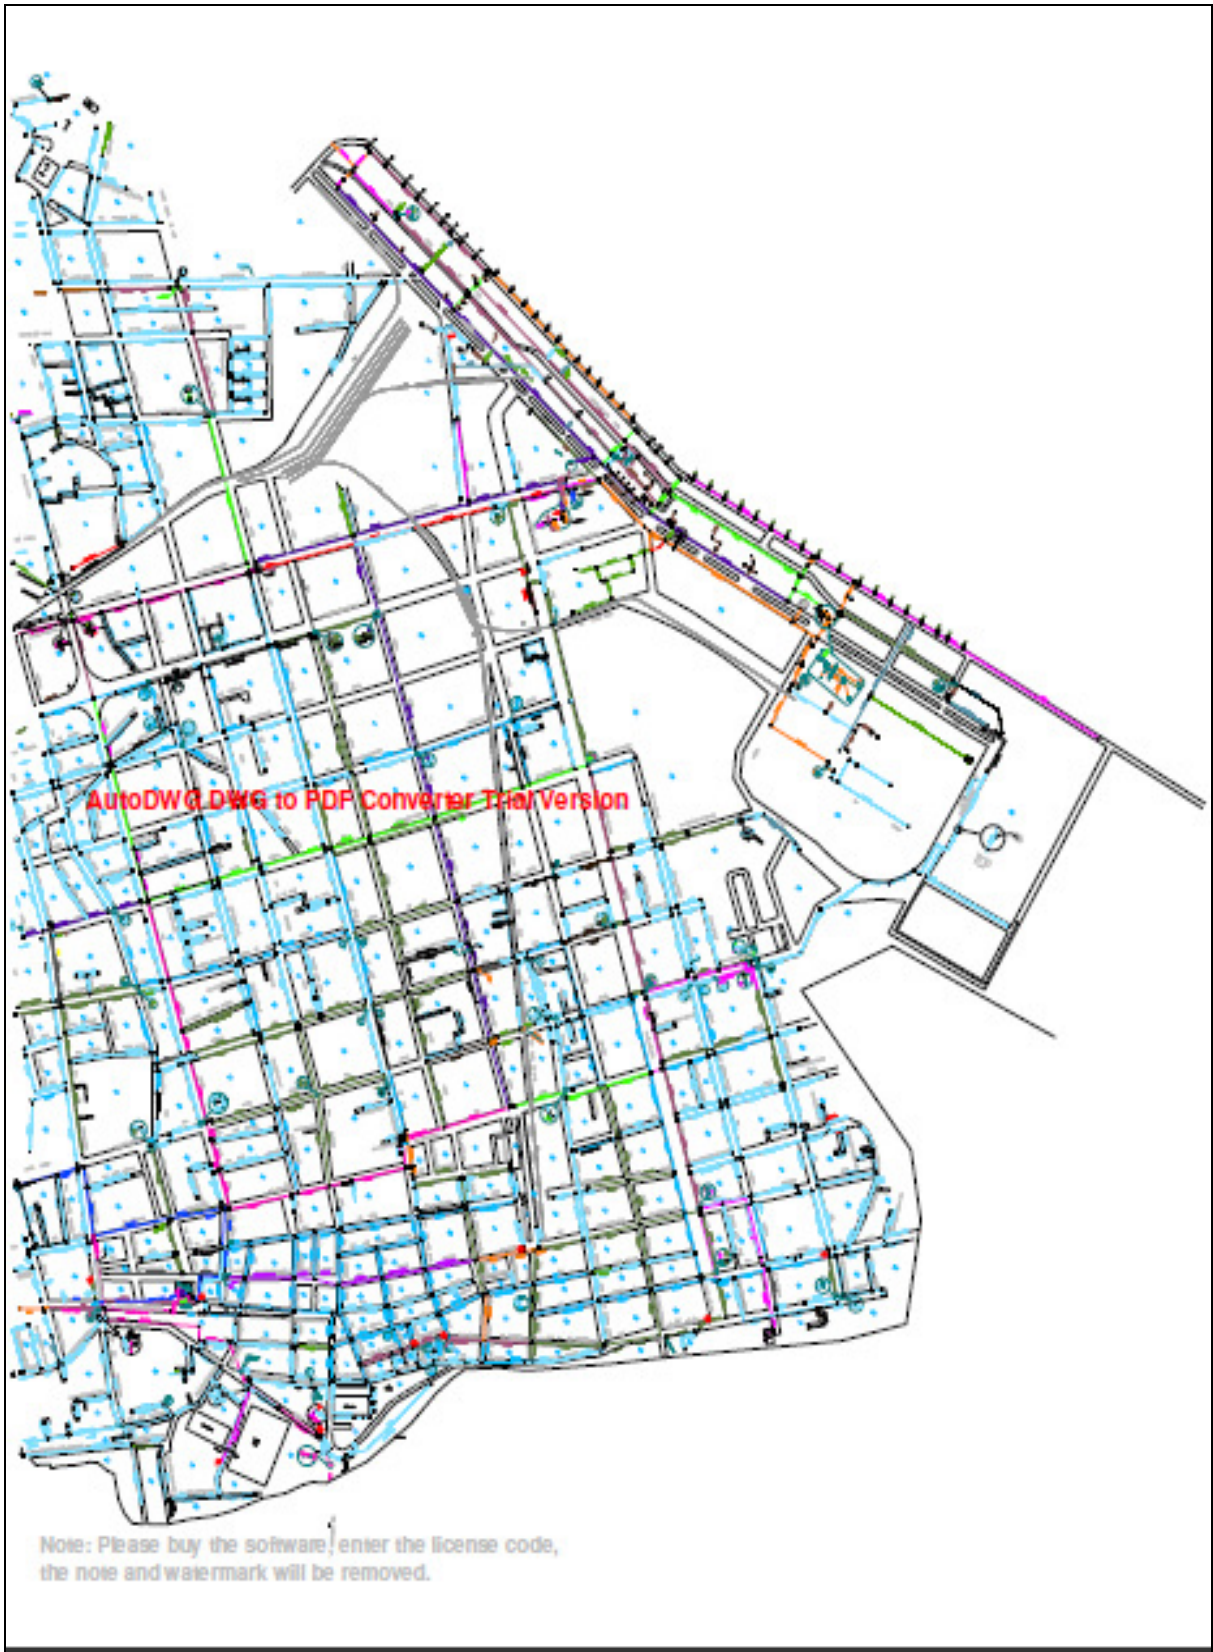 AutoDWG DWG to PDF Converter Trial Version
Note: Please buy the software, enter the license code,
the note and watermark will be removed.